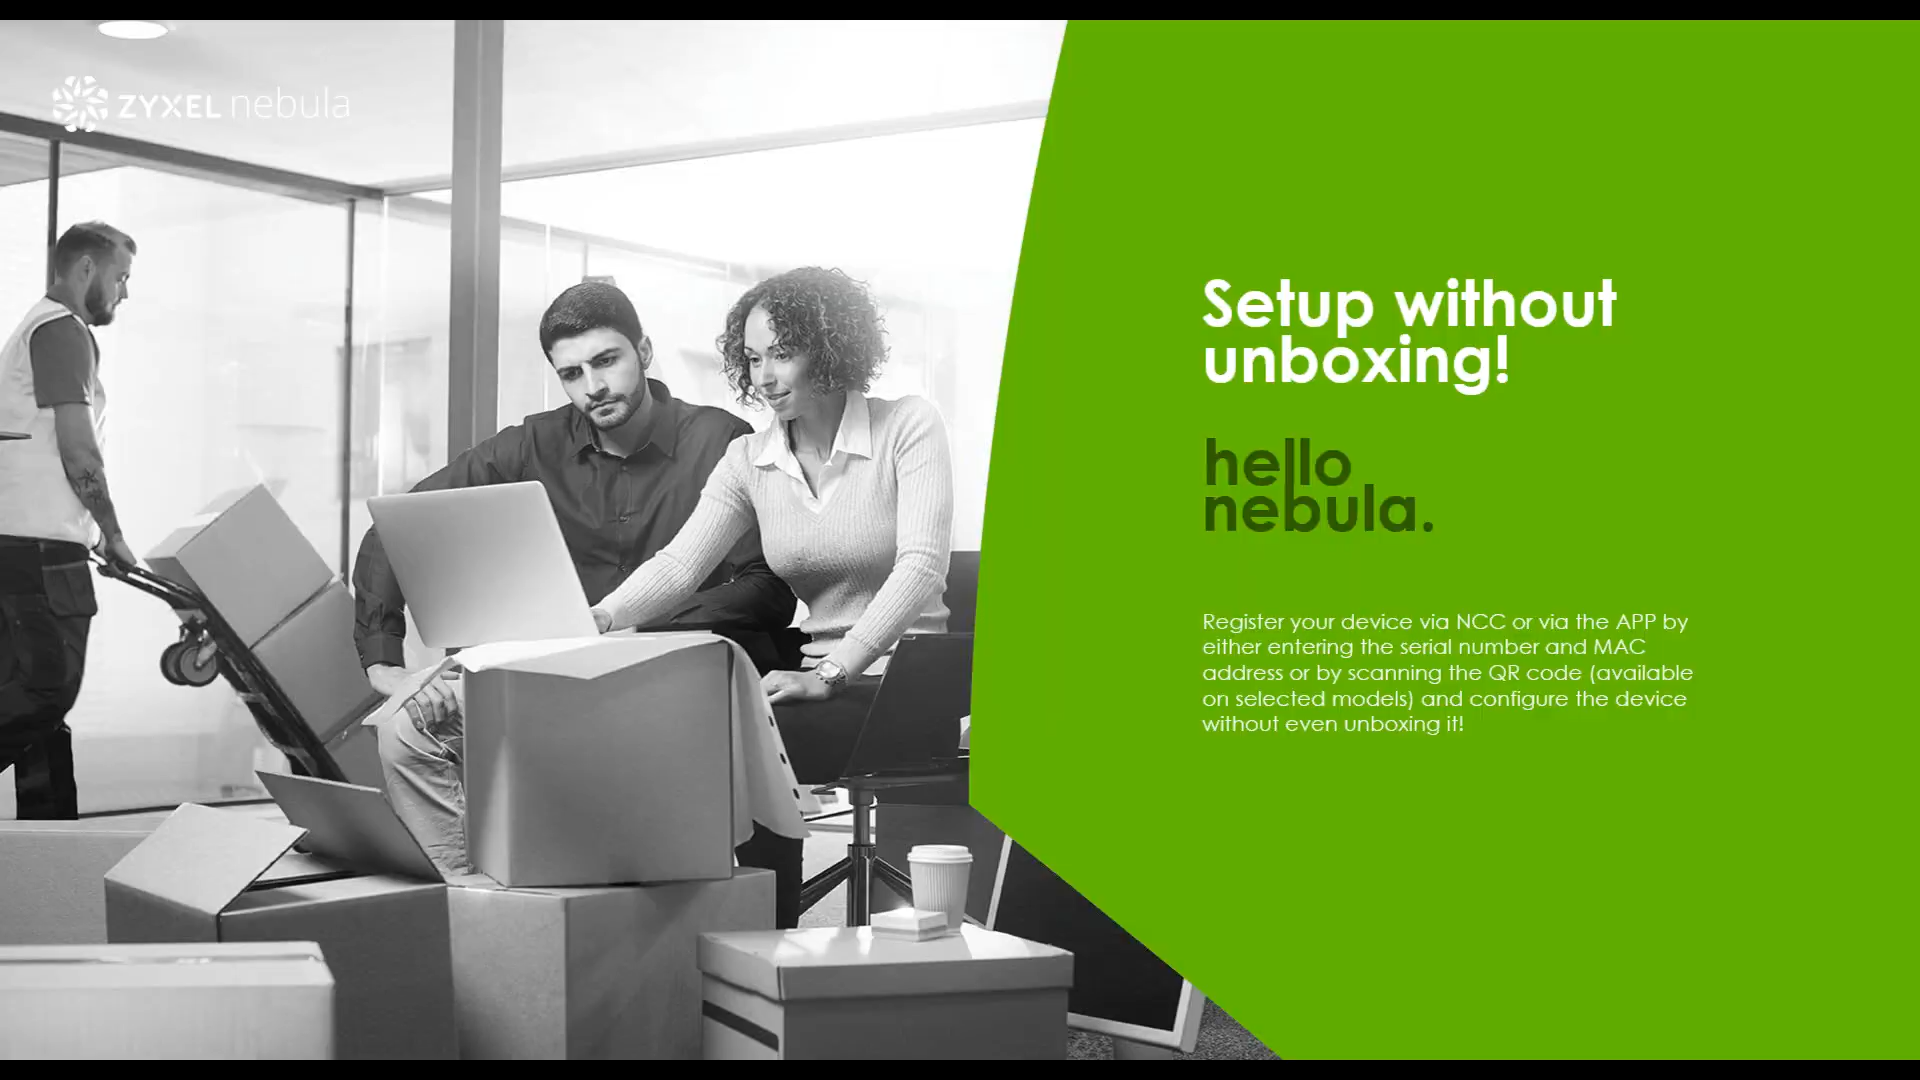 ZYXEL nebula
Setup without
unboxing!
hello
nebula.
Register your device via NCC or via the APP by
either entering the serial number and MAC
address or by scanning the QR code (available
on selected models) and configure the device
without even unboxing it!